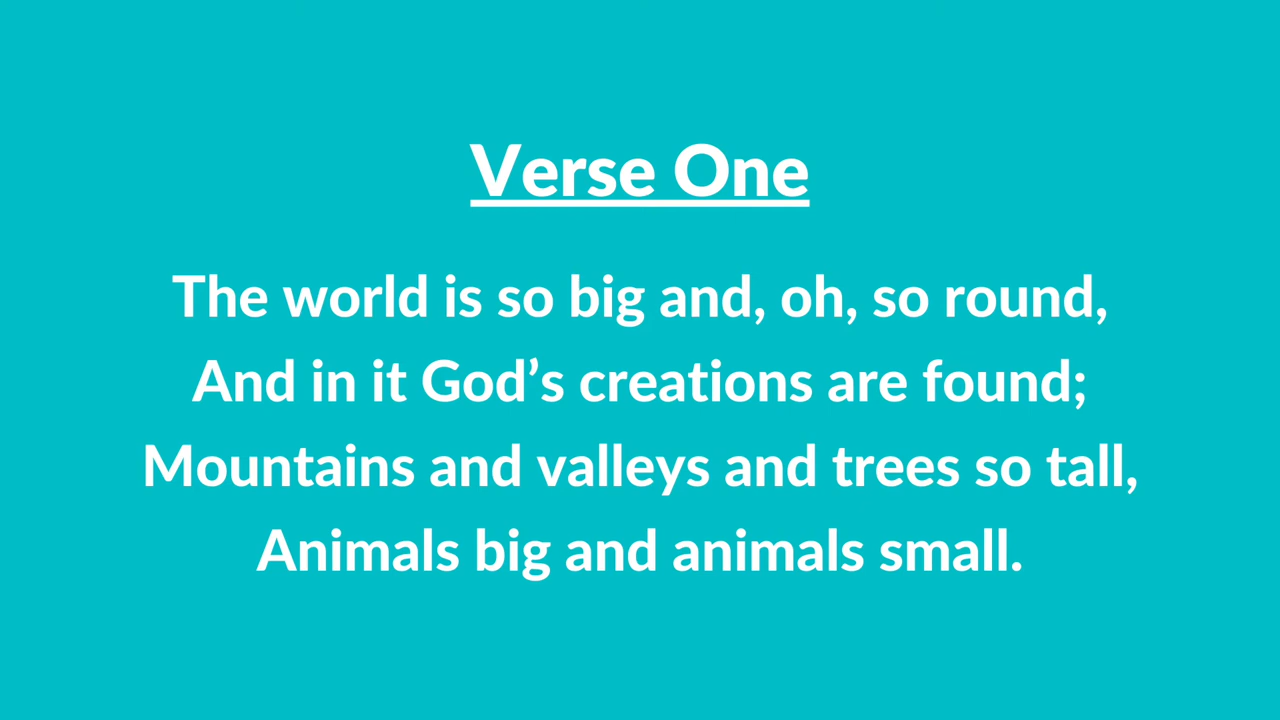 Verse One
The world is so big and, oh, so round,
And in it God’s creations are found;
Mountains and valleys and trees so tall,
Animals big and animals small.